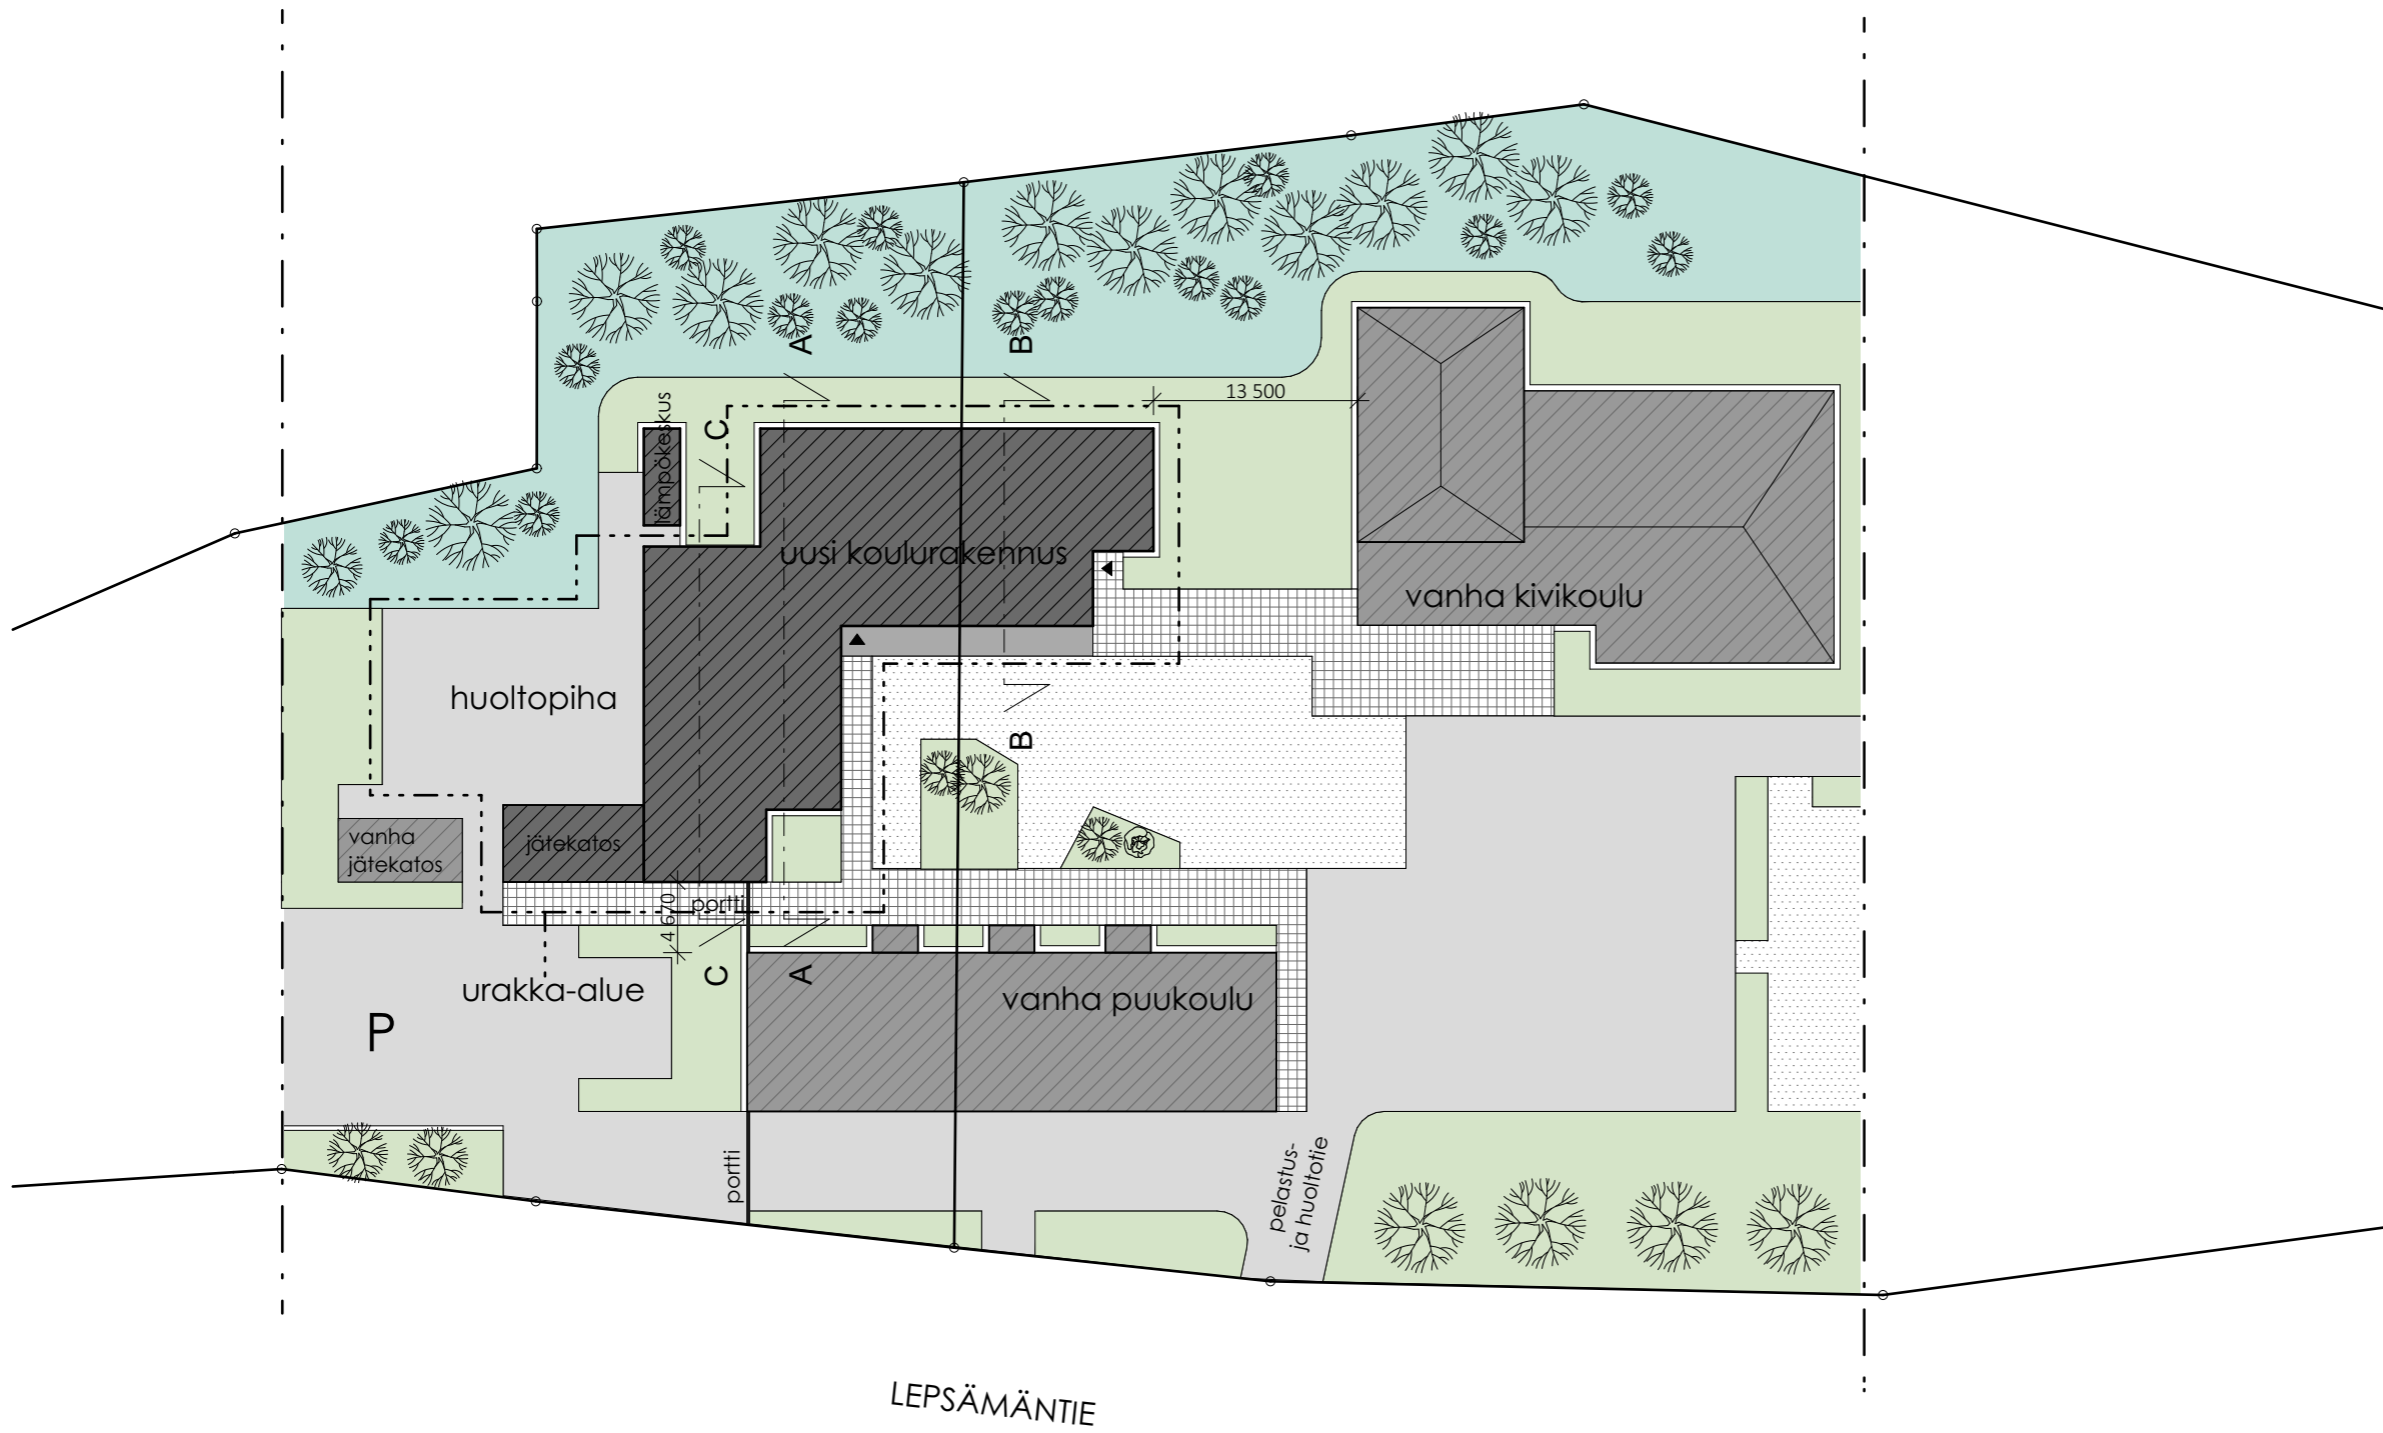 A
B
13 500
lämpökeskus
C
uusi koulurakennus
vanha kivikoulu
huoltopiha
B
vanha
jätekatos
jätekatos
portti
4 670
urakka-alue
C
A
vanha puukoulu
P
portti
pelastus-
ja huoltotie
LEPSÄMÄNTIE